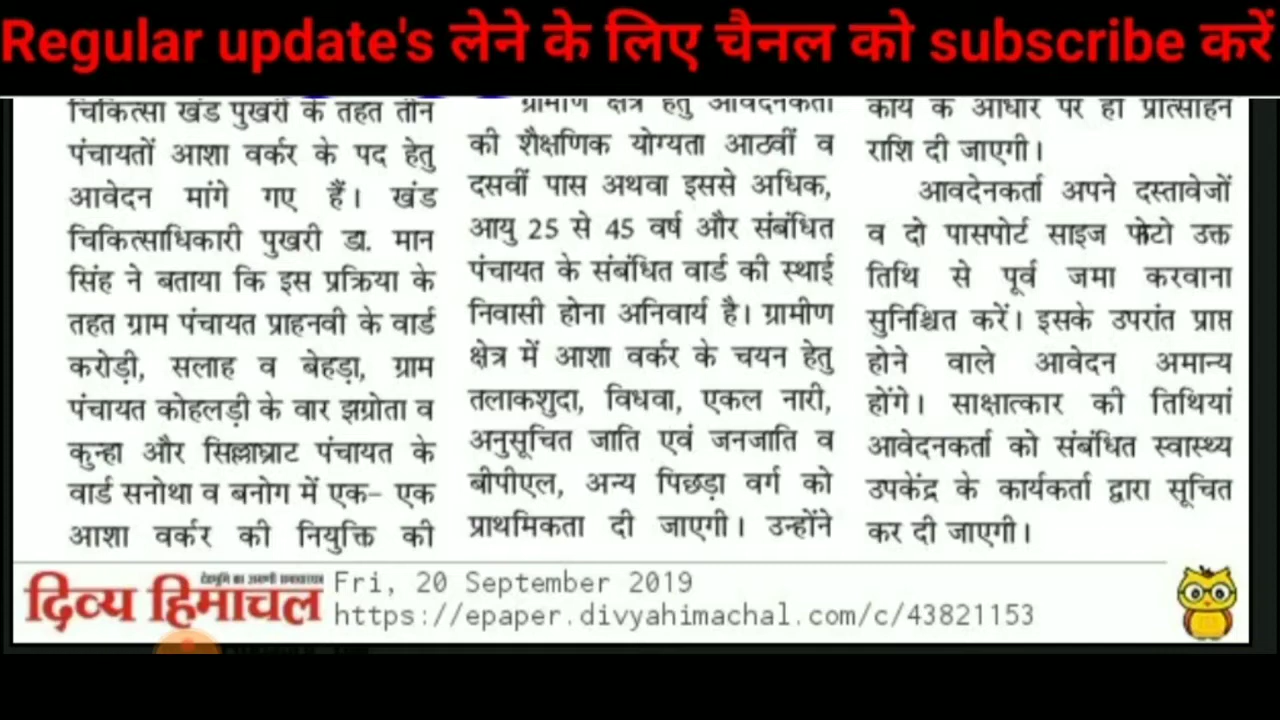 Regular update's लेने के लिए चैनल को subscribe करें
चिकित्सा खंड पुखरी के तहत तीन
पंचायतों आशा वर्कर के पद हेतु
आवेदन मांगे गए हैं। खंड
चिकित्साधिकारी पुखरी डा. मान
सिंह ने बताया कि इस प्रक्रिया के
तहत ग्राम पंचायत प्राहनवी के वार्ड
करोड़ी, सलाह व बेहड़ा, ग्राम
पंचायत कोहलड़ी के वार झग्रोता व
कुन्हा और सिल्लाघ्राट पंचायत के
वार्ड सनोथा व बनोग में एक- एक
आशा वर्कर की नियुक्ति की
ग्रामीण क्षेत्र हेतु आवेदनकर्ता
की शैक्षणिक योग्यता आठवीं व
दसवीं पास अथवा इससे अधिक,
आयु 25 से 45 वर्ष और संबंधित
पंचायत के संबंधित वार्ड की स्थाई
निवासी होना अनिवार्य है। ग्रामीण
क्षेत्र में आशा वर्कर के चयन हेतु
तलाकशुदा, विधवा, एकल नारी,
अनुसूचित जाति एवं जनजाति व
बीपीएल, अन्य पिछड़ा वर्ग को
प्राथमिकता दी जाएगी। उन्होंने
कार्य के आधार पर ही प्रोत्साहन
राशि दी जाएगी।
आवदेनकर्ता अपने दस्तावेजों
व दो पासपोर्ट साइज फोटो उक्त
तिथि से पूर्व जमा करवाना
सुनिश्चित करें। इसके उपरांत प्राप्त
होने वाले आवेदन अमान्य
होंगे। साक्षात्कार की तिथियां
आवेदनकर्ता को संबंधित स्वास्थ्य
उपकेंद्र के कार्यकर्ता द्वारा सूचित
कर दी जाएगी।
दिव्य हिमाचल
Fri, 20 September 2019
https://epaper.divyahimachal.com/c/43821153